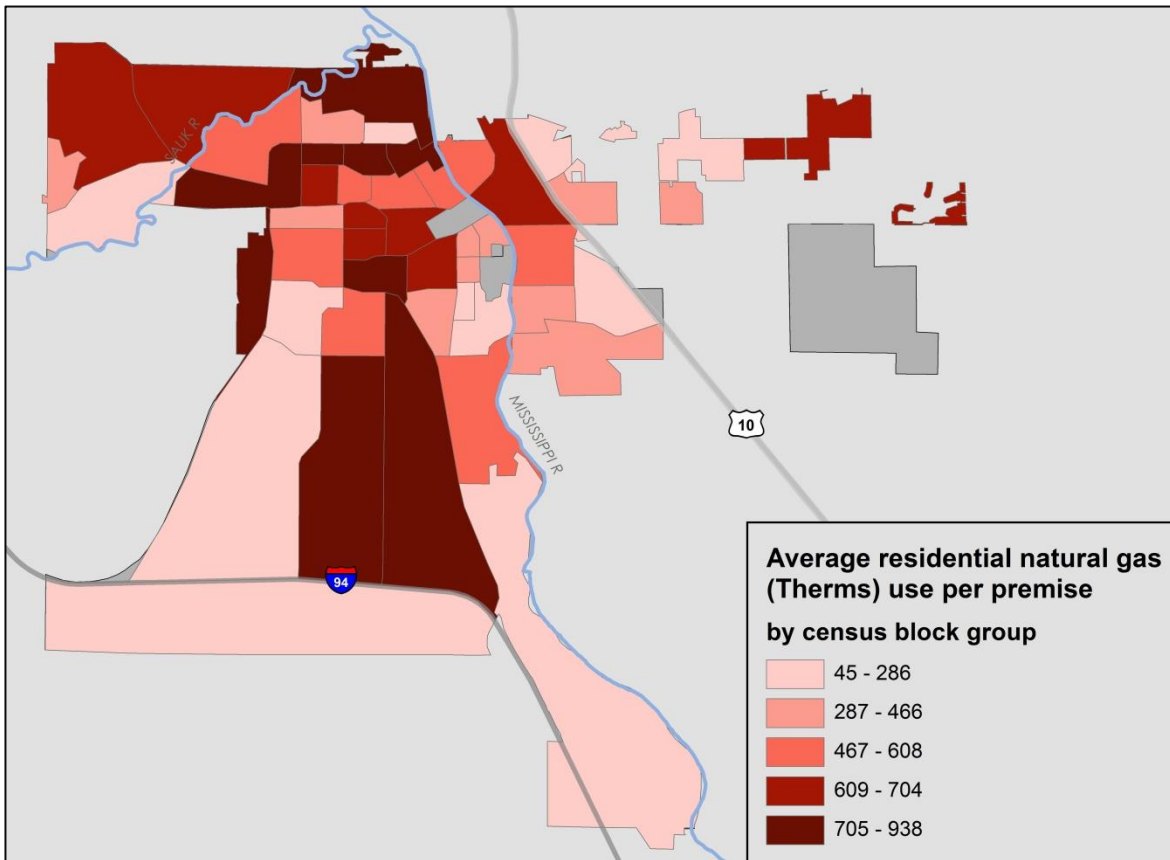 SAUK R
MISSISSIPPI R
10
94
Average residential natural gas
(Therms) use per premise
by census block group
45 - 286
287 - 466
467 - 608
609 - 704
705 - 938